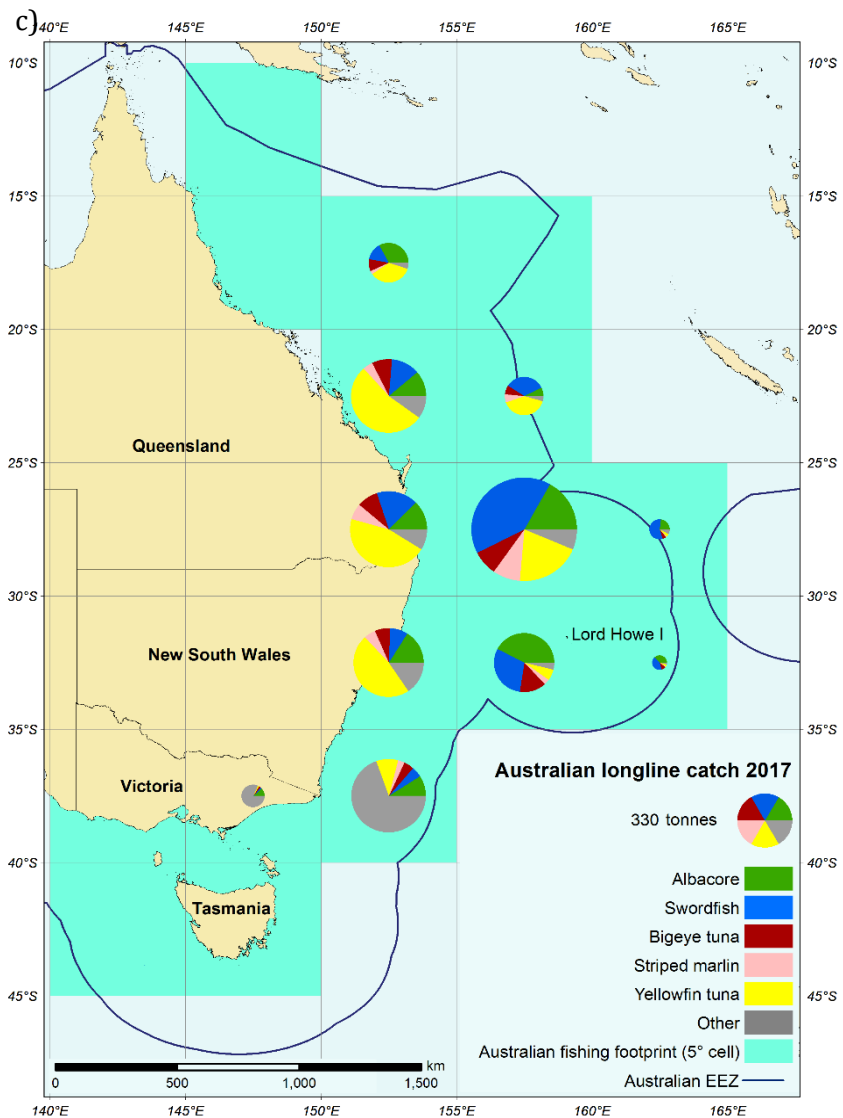 c)
140°E 145°E 150°E 155°E 160°E 165°E
10°S 10°S
15°S 15°S
20°S 20°S
Queensland
25°S 25°S
30°S 30°S
Lord Howe I
New South Wales
35°S 35°S
Victoria
Australian longline catch 2017
330 tonnes
40°S 40°S
Albacore
Tasmania
Swordfish
Bigeye tuna
Striped marlin
45°S 45°S
Yellowfin tuna
Other
Australian fishing footprint (5° cell)
km
0 500 1,000 1,500
Australian EEZ
140°E 145°E 150°E 155°E 160°E 165°E